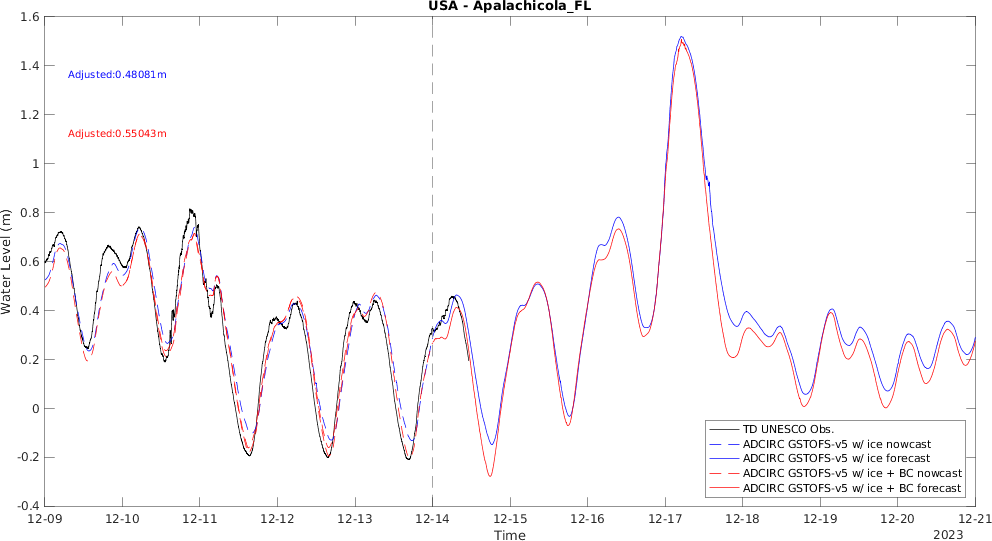 USA - Apalachicola_FL
1.6
1.4
1.2
1
0.8
0.6
0.4
0.2
0
-0.2
-0.4
Water Level (m)
Adjusted:0.48081m
Adjusted:0.55043m
TD UNESCO Obs.
ADCIRC GSTOFS-v5 w/ ice nowcast
ADCIRC GSTOFS-v5 w/ ice forecast
ADCIRC GSTOFS-v5 w/ ice + BC nowcast
ADCIRC GSTOFS-v5 w/ ice + BC forecast
12-09 12-10 12-11 12-12 12-13 12-14 12-15 12-16 12-17 12-18 12-19 12-20 12-21
Time
2023